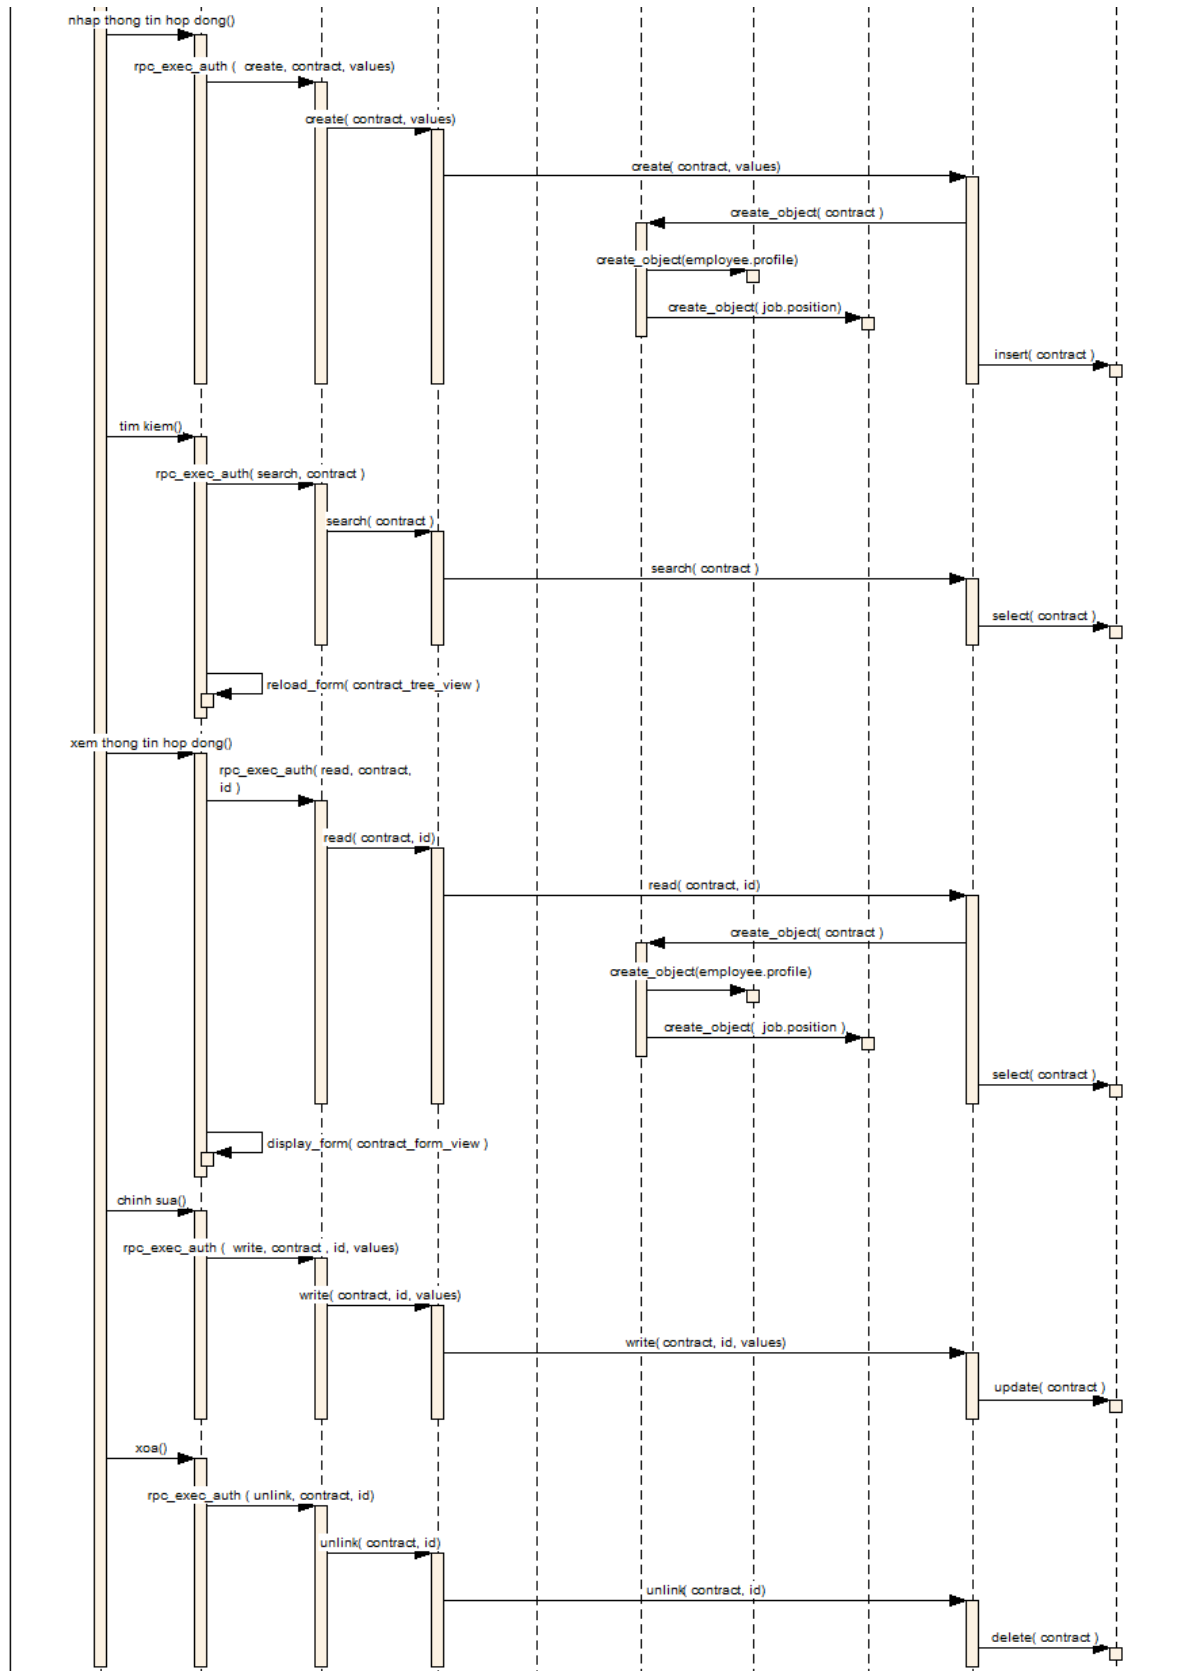 nhap thong tin hop dong()
rpc_exec_auth ( create, contract, values)
create( contract, values)
create( contract, values)
create_object( contract )
create_object(employee.profile)
create_object( job.position)
insert( contract )
tim kiem()
rpc_exec_auth( search, contract )
search( contract )
search( contract )
select( contract )
reload_form( contract_tree_view )
xem thong tin hop dong()
rpc_exec_auth( read, contract,
id )
read( contract, id)
read( contract, id)
create_object( contract )
create_object(employee.profile)
create_object( job.position )
select( contract )
display_form( contract_form_view )
chinh sua()
rpc_exec_auth ( write, contract , id, values)
write( contract, id, values)
write( contract, id, values)
update( contract )
xoa()
rpc_exec_auth ( unlink, contract, id)
unlink( contract, id)
unlink( contract, id)
delete( contract )